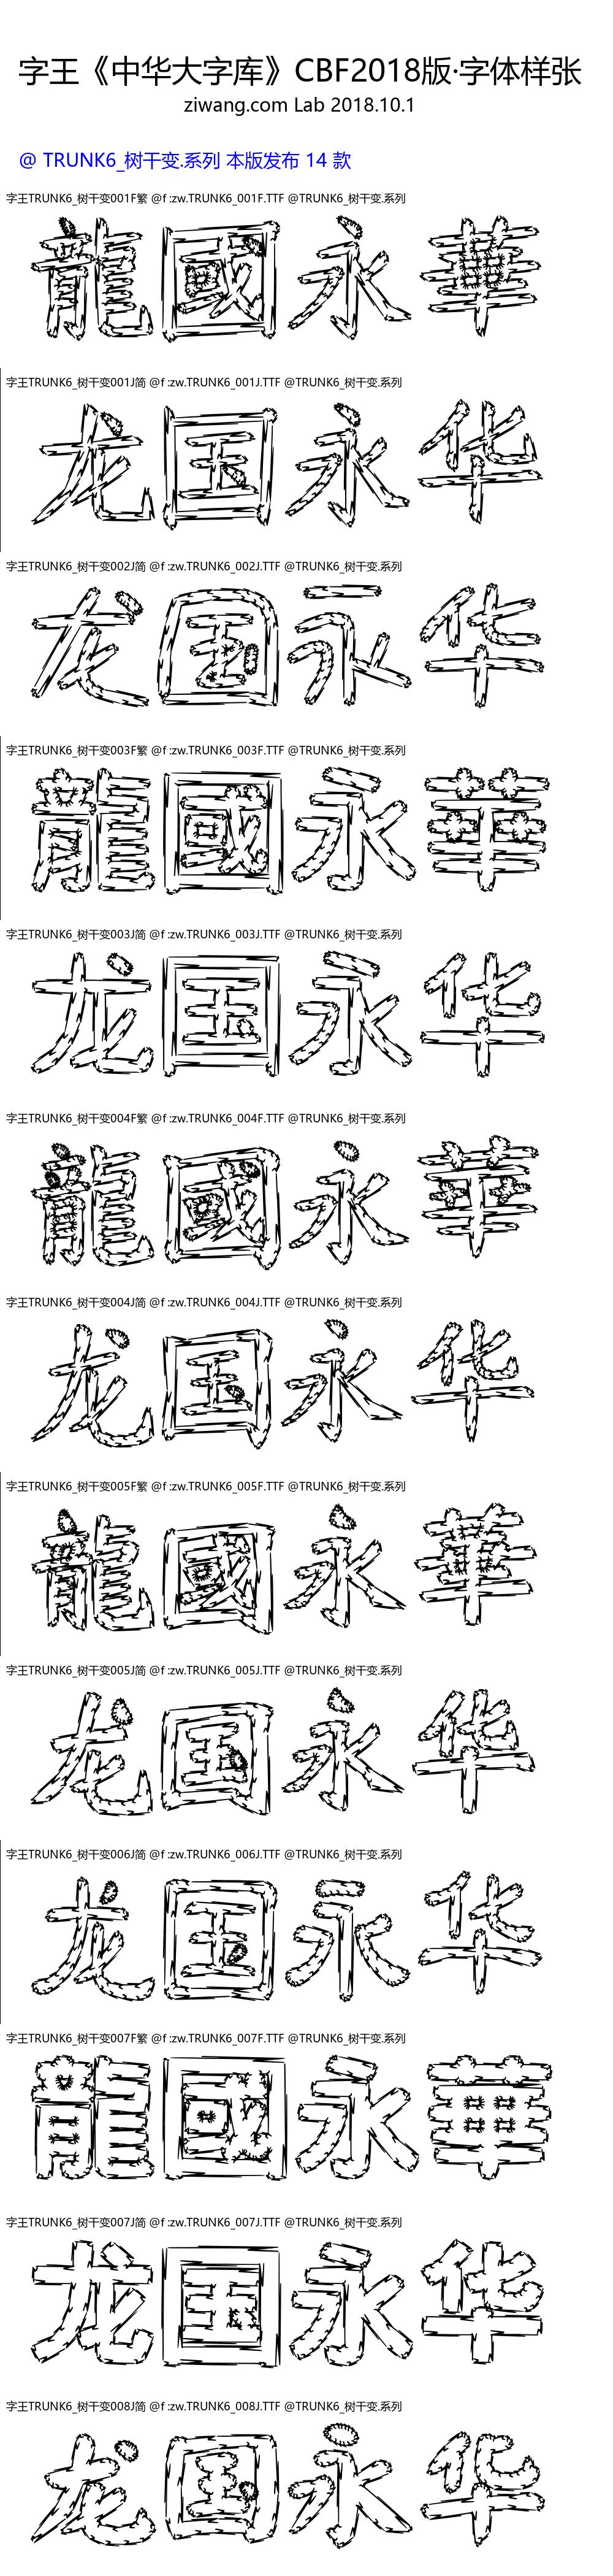 字王《中华大字库》CBF2018版·字体样张
ziwang.com Lab 2018.10.1
@ TRUNK6_树干变.系列 本版发布 14 款
字王TRUNK6_树干变001F繁 @f :zw.TRUNK6_001F.TTF @TRUNK6_树干变.系列
龍國永華
字王TRUNK6_树干变001J简 @f :zw.TRUNK6_001J.TTF @TRUNK6_树干变.系列
龙国永华
字王TRUNK6_树干变002J简 @f :zw.TRUNK6_002J.TTF @TRUNK6_树干变.系列
龙国永华
字王TRUNK6_树干变003F繁 @f :zw.TRUNK6_003F.TTF @TRUNK6_树干变.系列
龍國永華
字王TRUNK6_树干变003J简 @f :zw.TRUNK6_003J.TTF @TRUNK6_树干变.系列
龙国永华
字王TRUNK6_树干变004F繁 @f :zw.TRUNK6_004F.TTF @TRUNK6_树干变.系列
龍國永華
字王TRUNK6_树干变004J简 @f :zw.TRUNK6_004J.TTF @TRUNK6_树干变.系列
龙国永华
字王TRUNK6_树干变005F繁 @f :zw.TRUNK6_005F.TTF @TRUNK6_树干变.系列
龍國永華
字王TRUNK6_树干变005J简 @f :zw.TRUNK6_005J.TTF @TRUNK6_树干变.系列
龙国永华
字王TRUNK6_树干变006J简 @f :zw.TRUNK6_006J.TTF @TRUNK6_树干变.系列
龙国永华
字王TRUNK6_树干变007F繁 @f :zw.TRUNK6_007F.TTF @TRUNK6_树干变.系列
龍國永華
字王TRUNK6_树干变007J简 @f :zw.TRUNK6_007J.TTF @TRUNK6_树干变.系列
龙国永华
字王TRUNK6_树干变008J简 @f :zw.TRUNK6_008J.TTF @TRUNK6_树干变.系列
龙国永华